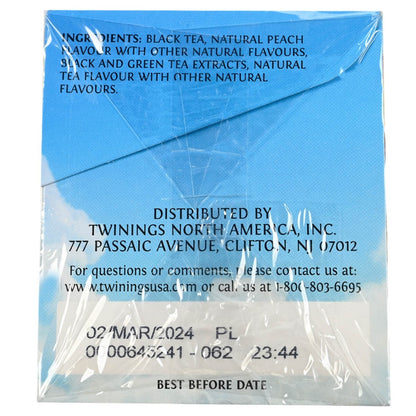 INGREDIENTS: BLACK TEA, NATURAL PEACH
FLAVOUR WITH OTHER NATURAL FLAVOURS,
BLACK AND GREEN TEA EXTRACTS, NATURAL
TEA FLAVOUR WITH OTHER NATURAL
FLAVOURS.
DISTRIBUTED BY
TWININGS NORTH AMERICA, INC.
777 PASSAIC AVENUE, CLIFTON, NJ 07012
For questions or comments, please contact us at:
www.twiningsusa.com or call us at 1-800-803-6695
02/MAR/2024 PL
0000645241 - 062 23:44
BEST BEFORE DATE